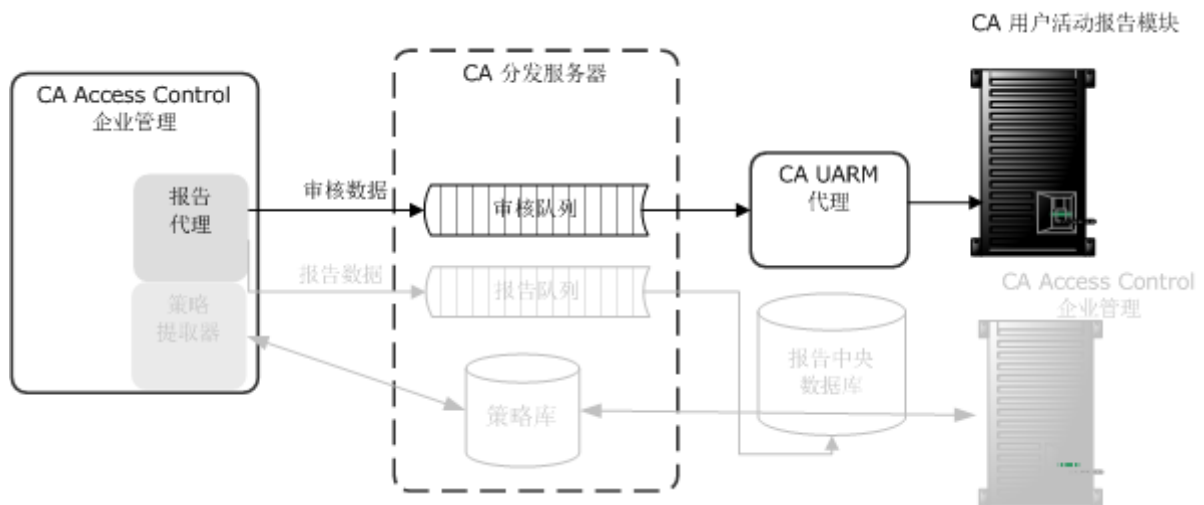 CA 用户活动报告模块
CA 分发服务器
CA Access Control
企业管理
报告
代理
审核数据
审核队列
CA UARM
代理
报告数据
报告队列
CA Access Control
企业管理
策略
提取器
报告中央
数据库
策略库